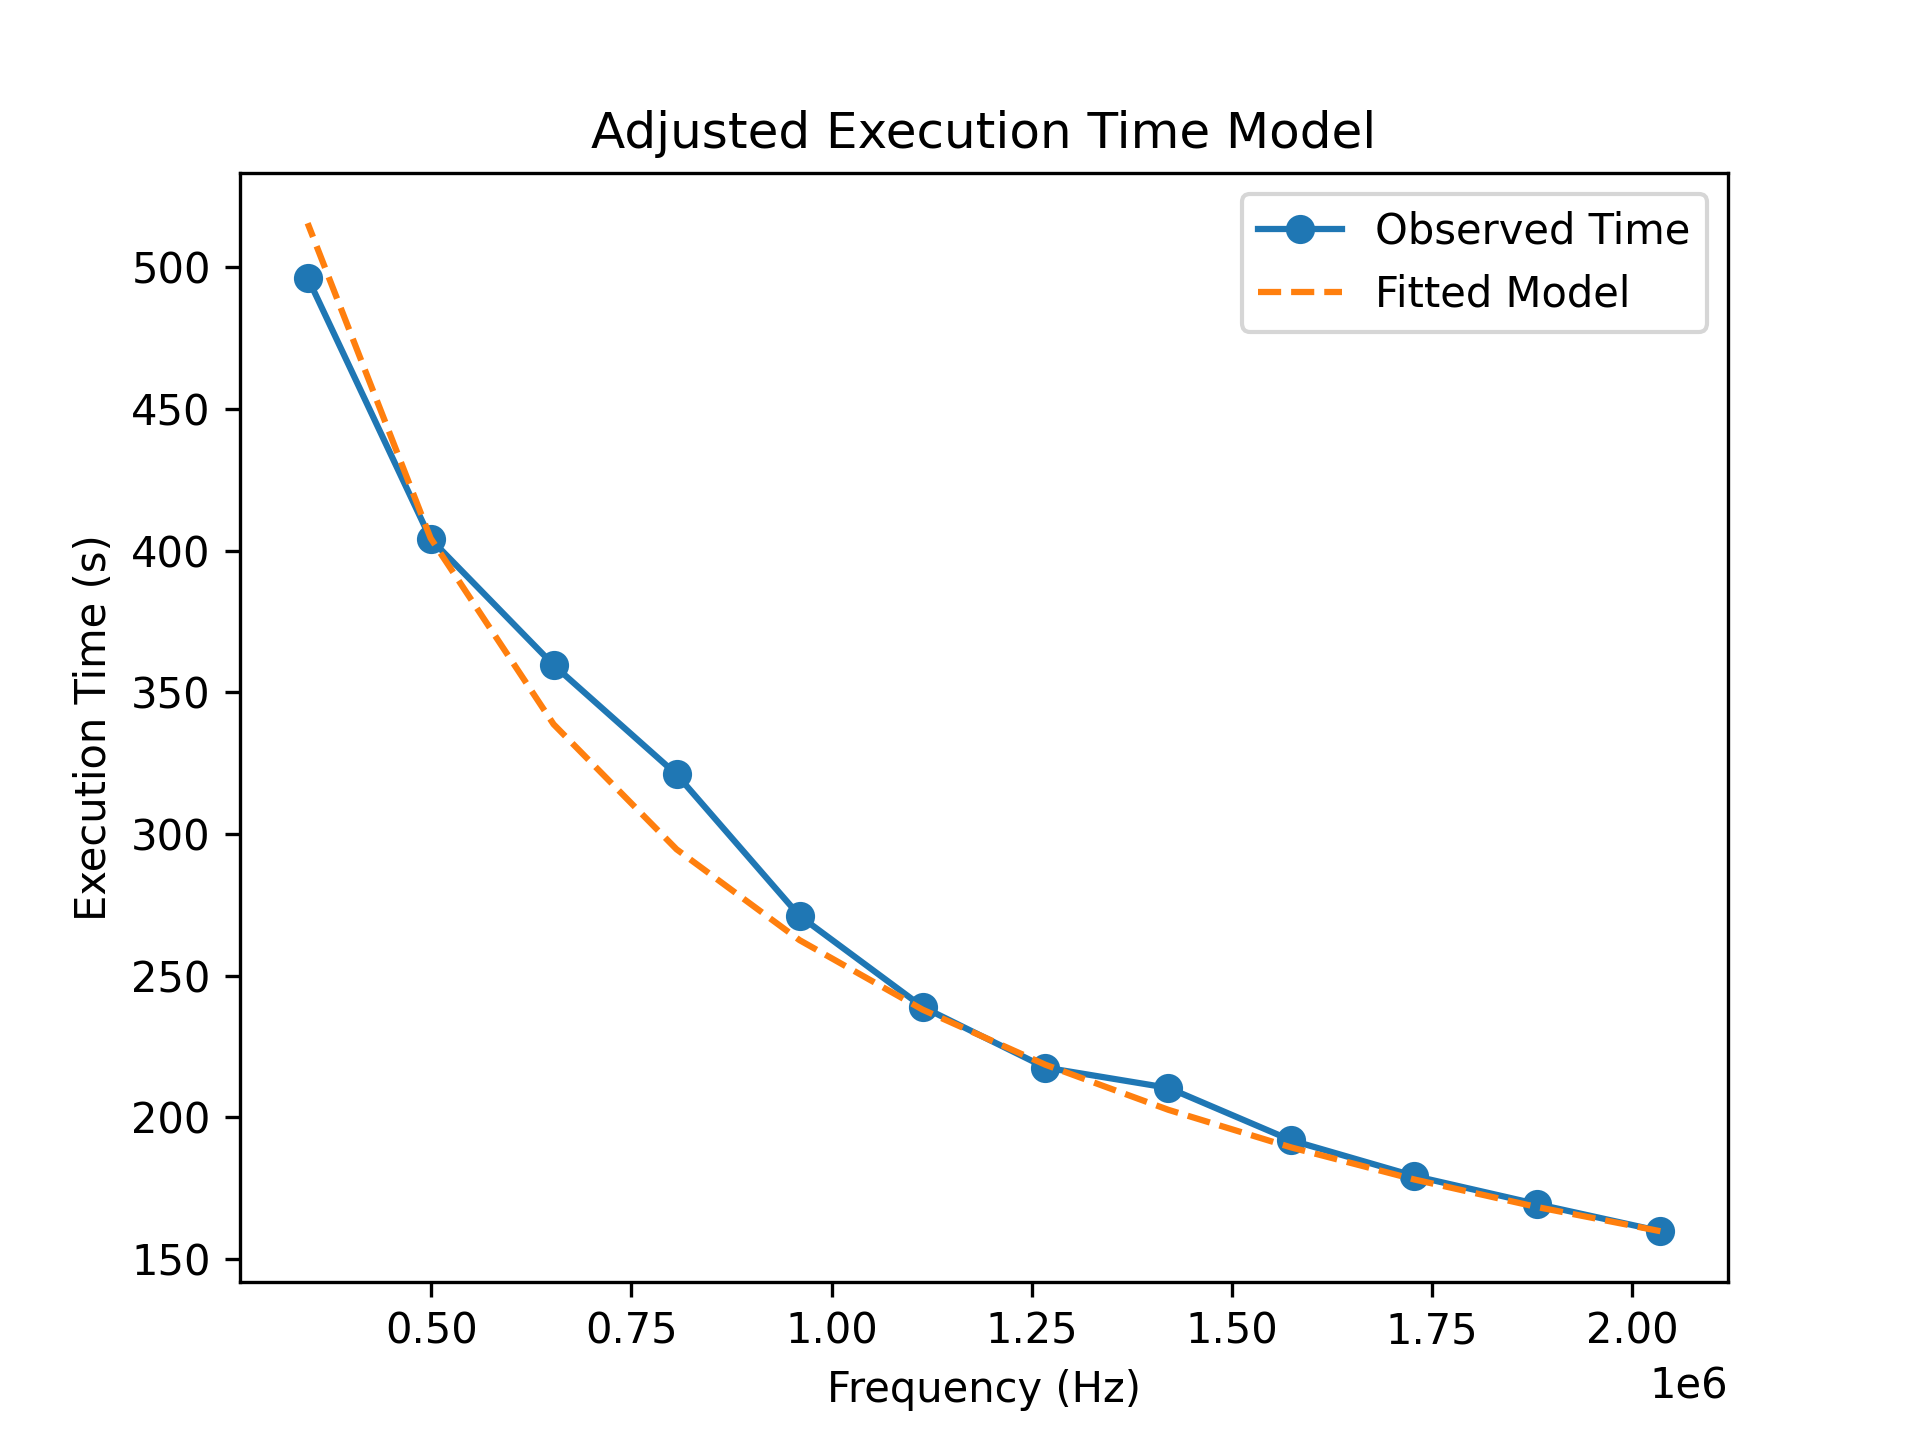 Adjusted Execution Time Model
Observed Time
Fitted Model
Execution Time (s)
500
450
400
350
300
250
200
150
0.50 0.75 1.00 1.25 1.50 1.75 2.00
1e6
Frequency (Hz)